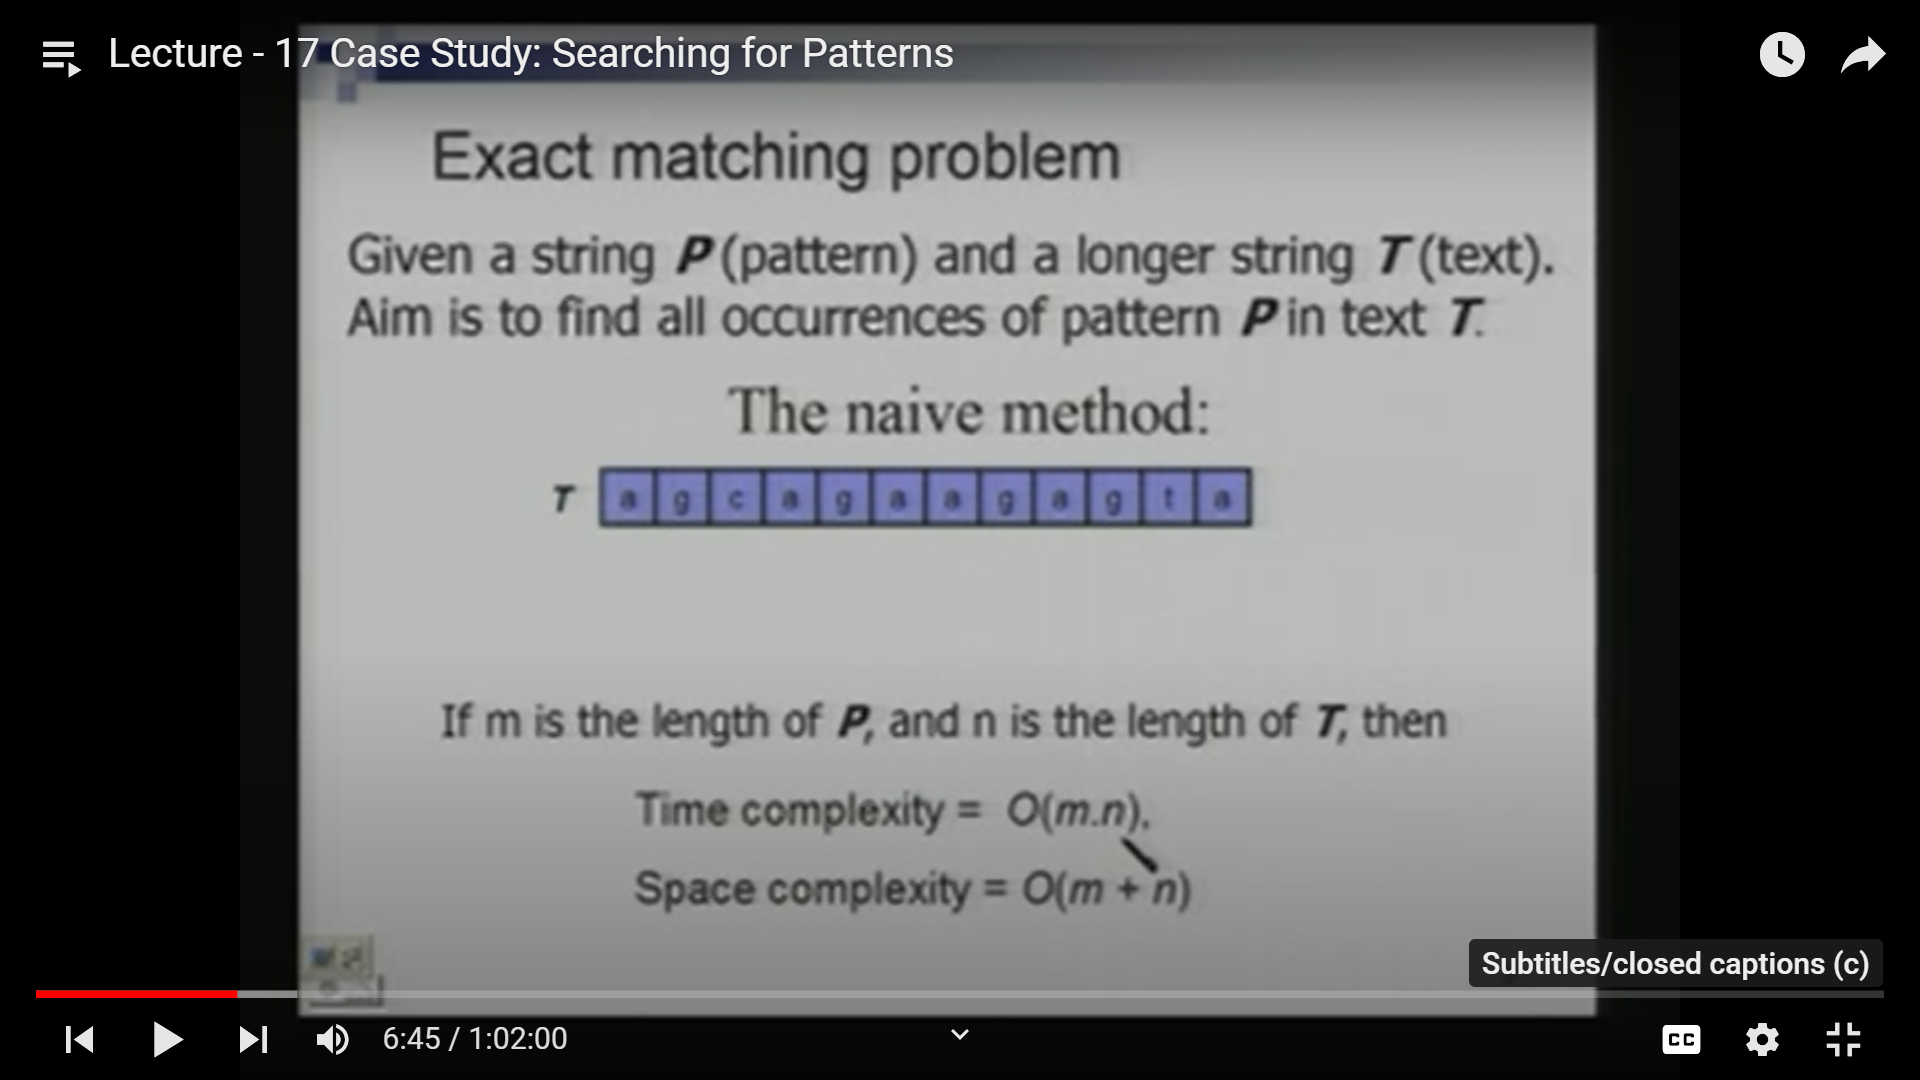 Lecture - 17 Case Study: Searching for Patterns
Exact matching problem
Given a string P (pattern) and a longer string T (text).
Aim is to find all occurrences of pattern P in text T.
The naive method:
T a g c a g a a g a g t a
If m is the length of P, and n is the length of T, then
Time complexity = O(m.n),
Space complexity = O(m + n)
Subtitles/closed captions (c)
6:45 / 1:02:00
CC